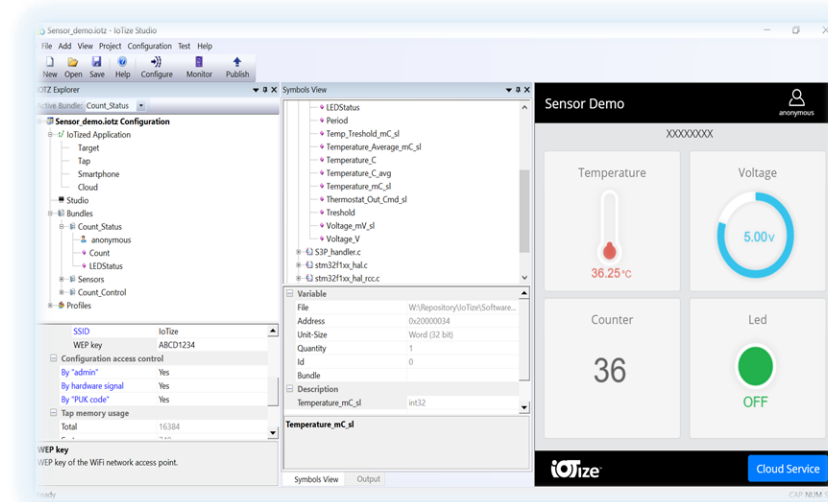 Sensor_demo.iotz - IoTize Studio
File Add View Project Configuration Test Help
New Open Save Help Configure Monitor Publish
IOTZ Explorer
Active Bundle: Count_Status
Sensor_demo.iotz Configuration
IoTized Application
Target
Tap
Smartphone
Cloud
Studio
Bundles
Count_Status
anonymous
Count
LEDStatus
Sensors
Count_Control
Profiles
SSID IoTize
WEP key ABCD1234
Configuration access control
By "admin" Yes
By hardware signal Yes
By "PUK code" Yes
Tap memory usage
Total 16384
WEP key
WEP key of the WiFi network access point.
Ready
Symbols View
LEDStatus
Period
Temp_Treshold_mC_sl
Temperature_Average_mC_sl
Temperature_C
Temperature_C_avg
Temperature_mC_sl
Thermostat_Out_Cmd_sl
Treshold
Voltage_mV_sl
Voltage_V
S3P_handler.c
stm32f1xx_hal.c
stm32f1xx_hal_rcc.c
Variable
File W:\Repository\IoTize\Software...
Address 0x20000034
Unit-Size Word (32 bit)
Quantity 1
Id 0
Bundle
Description
Temperature_mC_sl int32
Temperature_mC_sl
Symbols View Output
Sensor Demo
anonymous
XXXXXXXX
Temperature
36.25°C
Voltage
5.00V
Counter
36
Led
OFF
iOTize
Cloud Service
CAP NUM